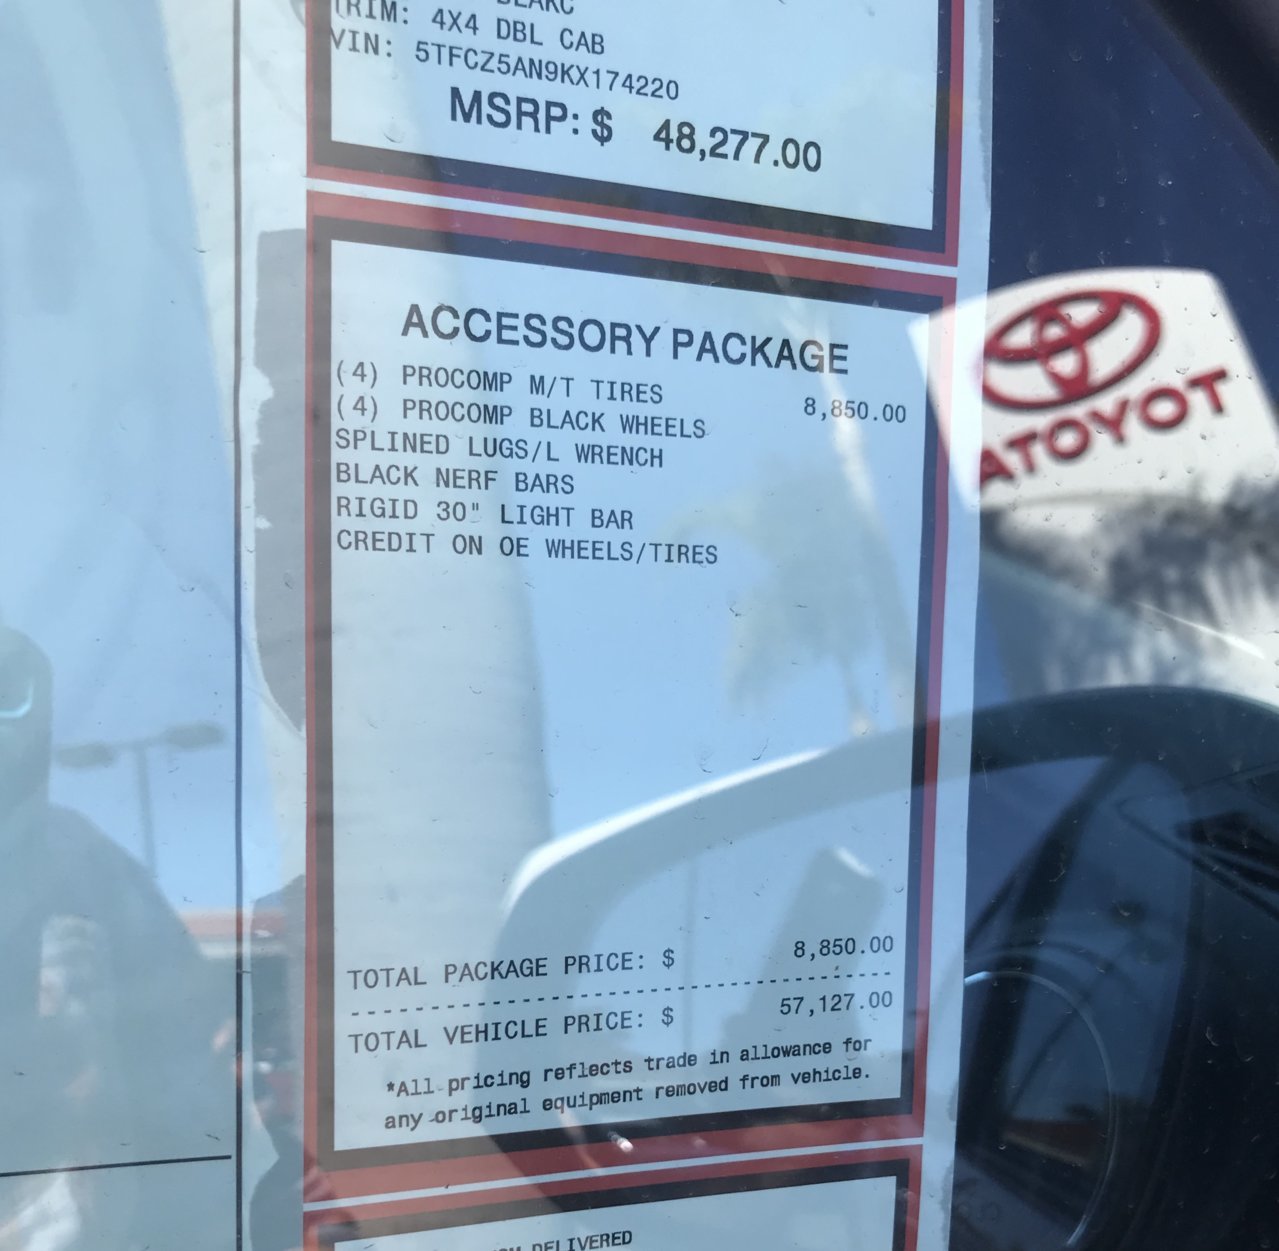 TRIM: 4X4 DBL CAB
VIN: 5TFCZ5AN9KX174220
MSRP: $ 48,277.00
ACCESSORY PACKAGE
(4) PROCOMP M/T TIRES 8,850.00
(4) PROCOMP BLACK WHEELS
SPLINED LUGS/L WRENCH
BLACK NERF BARS
RIGID 30" LIGHT BAR
CREDIT ON OE WHEELS/TIRES
TOTAL PACKAGE PRICE: $ 8,850.00
TOTAL VEHICLE PRICE: $ 57,127.00
*All pricing reflects trade in allowance for
any original equipment removed from vehicle.
DELIVERED
ATOYOT